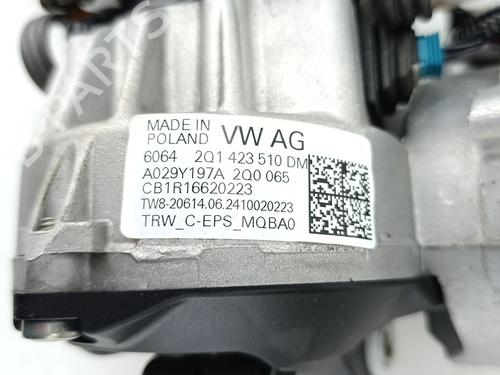 MADE IN
POLAND VW AG
6064 2Q1 423 510 DM
A029Y197A 2Q0 065
CB1R16620223
TW8-20614.06.2410020223
TRW_C-EPS_MQBA0